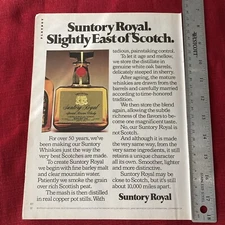 Suntory Royal.
Slightly East of Scotch.
For over 50 years, we've
been making our Suntory
Whiskies just the way the
very best Scotches are made.
To create Suntory Royal
we begin with fine barley malt
and clear mountain water.
Patiently we smoke the grain
over rich Scottish peat.
The mash is then distilled
in real copper pot stills. With
tedious, painstaking control.
To let it age and mellow,
we store the distillate in
genuine white oak barrels,
delicately steeped in sherry.
After ageing, the mature
whiskies are drawn from the
barrels and carefully married
according to time-honored
tradition.
We then store the blend
again, allowing the subtle
richness of the flavors to be-
come one magnificent taste.
No, our Suntory Royal is
not Scotch.
And although it is made
the very same way, from the
very same ingredients, it still
retains a unique character
of its own. Smoother, lighter
and more distinctive.
Suntory Royal may be
close to Scotch, but it's still
about 10,000 miles apart.
Suntory Royal
Suntory Royal